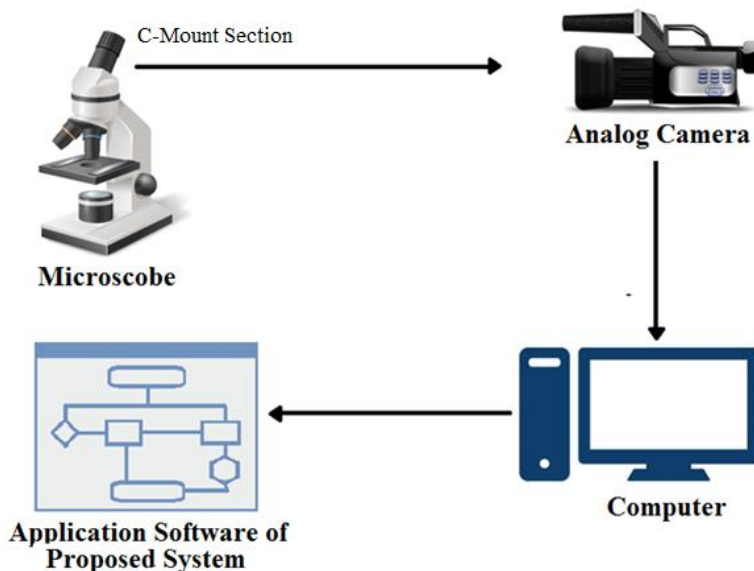 C-Mount Section
Analog Camera
Microscobe
Computer
Application Software of
Proposed System